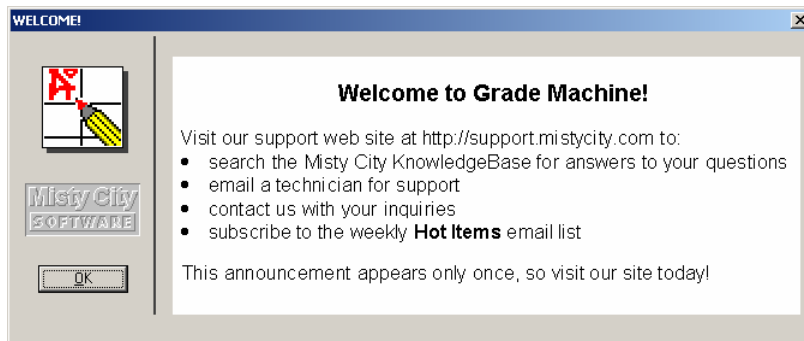 WELCOME!
Welcome to Grade Machine!
Visit our support web site at http://support.mistycity.com to:
• search the Misty City KnowledgeBase for answers to your questions
• email a technician for support
• contact us with your inquiries
• subscribe to the weekly Hot Items email list
This announcement appears only once, so visit our site today!
A+
Misty City
SOFTWARE
OK